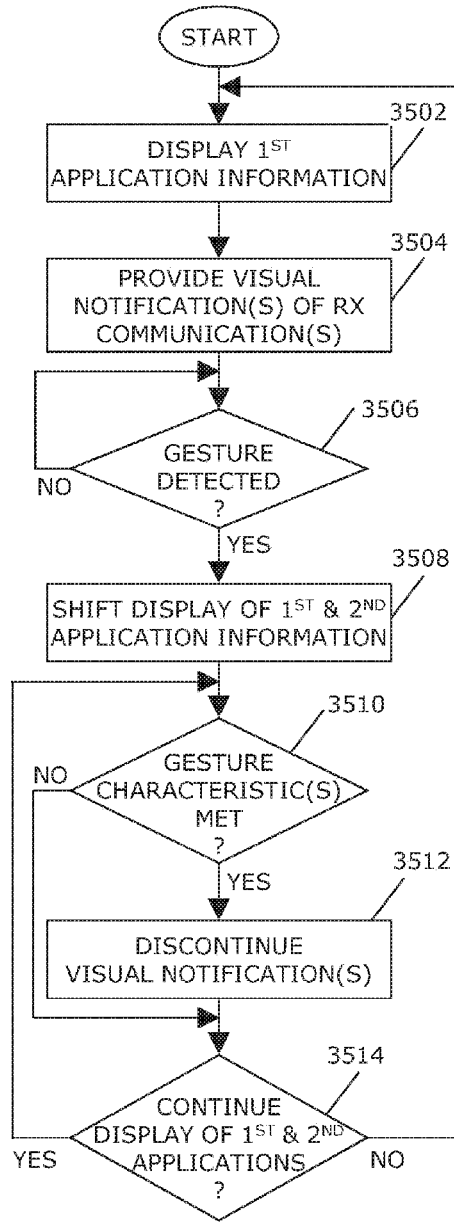 START
3502
DISPLAY 1ST
APPLICATION INFORMATION
3504
PROVIDE VISUAL
NOTIFICATION(S) OF RX
COMMUNICATION(S)
3506
GESTURE
DETECTED
?
NO
YES
3508
SHIFT DISPLAY OF 1ST & 2ND
APPLICATION INFORMATION
3510
NO
GESTURE
CHARACTERISTIC(S)
MET
?
YES
3512
DISCONTINUE
VISUAL NOTIFICATION(S)
3514
CONTINUE
DISPLAY OF 1ST & 2ND
APPLICATIONS
?
YES
NO